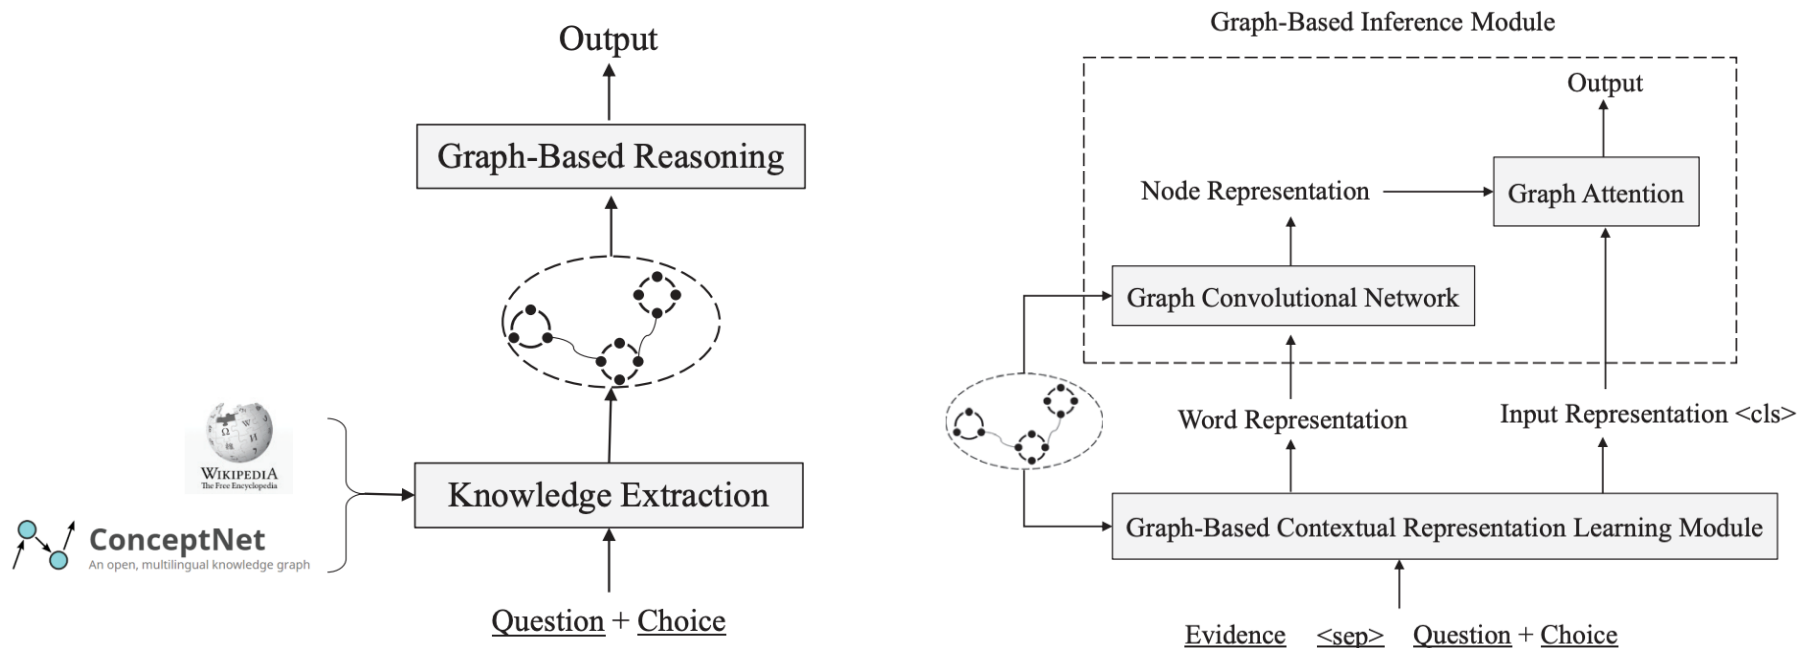 Output
Graph-Based Reasoning
WIKIPEDIA
The Free Encyclopedia
ConceptNet
An open, multilingual knowledge graph
Knowledge Extraction
Question + Choice
Graph-Based Inference Module
Output
Node Representation
Graph Attention
Graph Convolutional Network
Word Representation
Input Representation <cls>
Graph-Based Contextual Representation Learning Module
Evidence <sep> Question + Choice